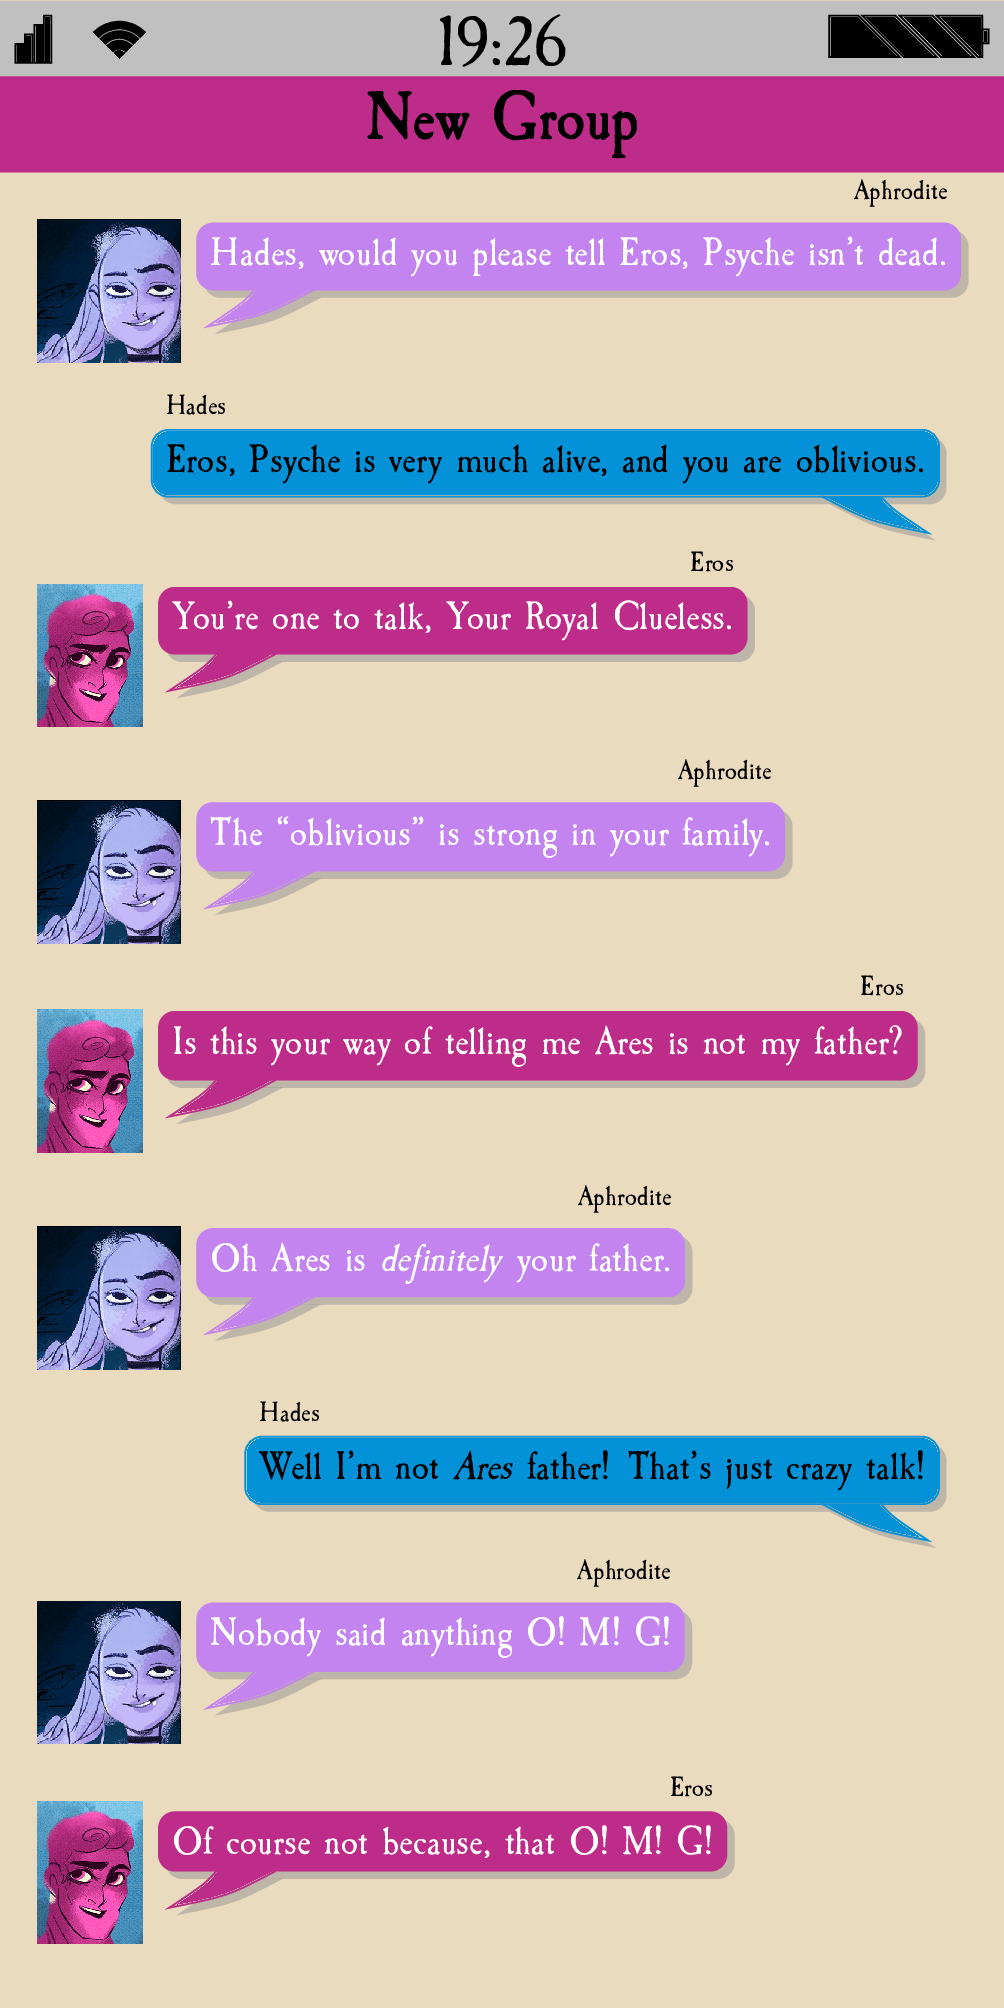 19:26
New Group
Aphrodite
Hades, would you please tell Eros, Psyche isn't dead.
Hades
Eros, Psyche is very much alive, and you are oblivious.
Eros
You're one to talk, Your Royal Clueless.
Aphrodite
The “oblivious” is strong in your family.
Eros
Is this your way of telling me Ares is not my father?
Aphrodite
Oh Ares is definitely your father.
Hades
Well I'm not Ares father! That's just crazy talk!
Aphrodite
Nobody said anything O! M! G!
Eros
Of course not because, that O! M! G!